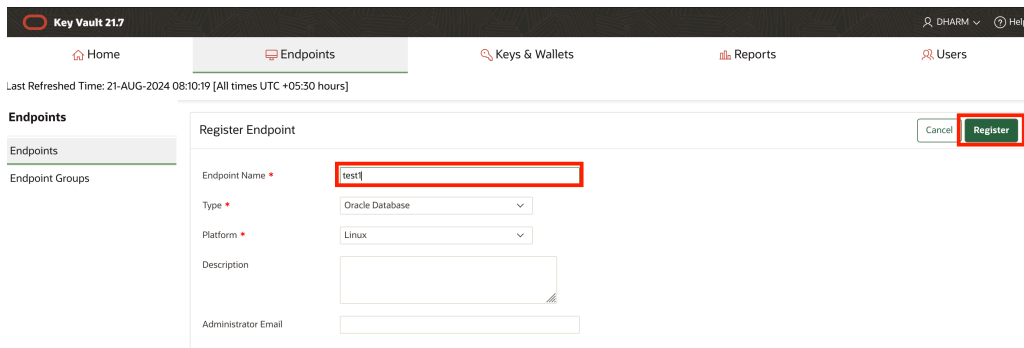 Key Vault 21.7 DHARM Help
Home Endpoints Keys & Wallets Reports Users
Last Refreshed Time: 21-AUG-2024 08:10:19 [All times UTC +05:30 hours]
Endpoints
Endpoints
Endpoint Groups
Register Endpoint Cancel Register
Endpoint Name * test1
Type * Oracle Database
Platform * Linux
Description
Administrator Email